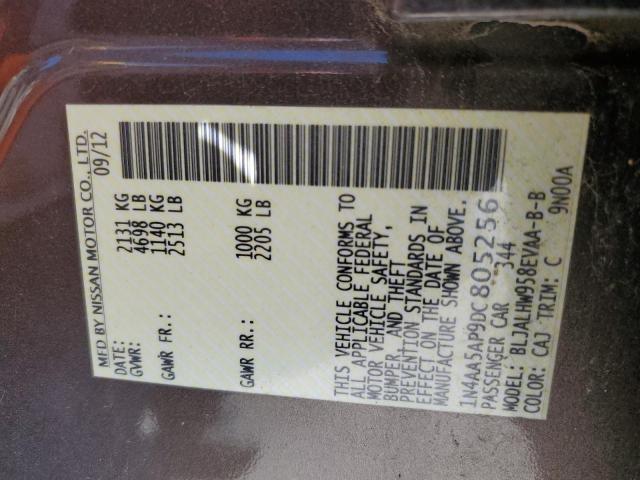 MFD BY NISSAN MOTOR CO., LTD.
DATE: 09/12
GVWR: 2131 KG
4698 LB
GAWR FR.: 1140 KG
2513 LB
GAWR RR.: 1000 KG
2205 LB
THIS VEHICLE CONFORMS TO
ALL APPLICABLE FEDERAL
MOTOR VEHICLE SAFETY,
BUMPER, AND THEFT
PREVENTION STANDARDS IN
EFFECT ON THE DATE OF
MANUFACTURE SHOWN ABOVE.
1N4AA5AP9DC805256
PASSENGER CAR 344
MODEL: BLJALHW958EVAA-B-B
COLOR: CAJ TRIM: C 9N00A